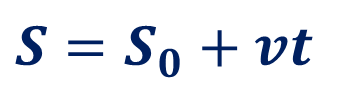 S = S₀ + vt